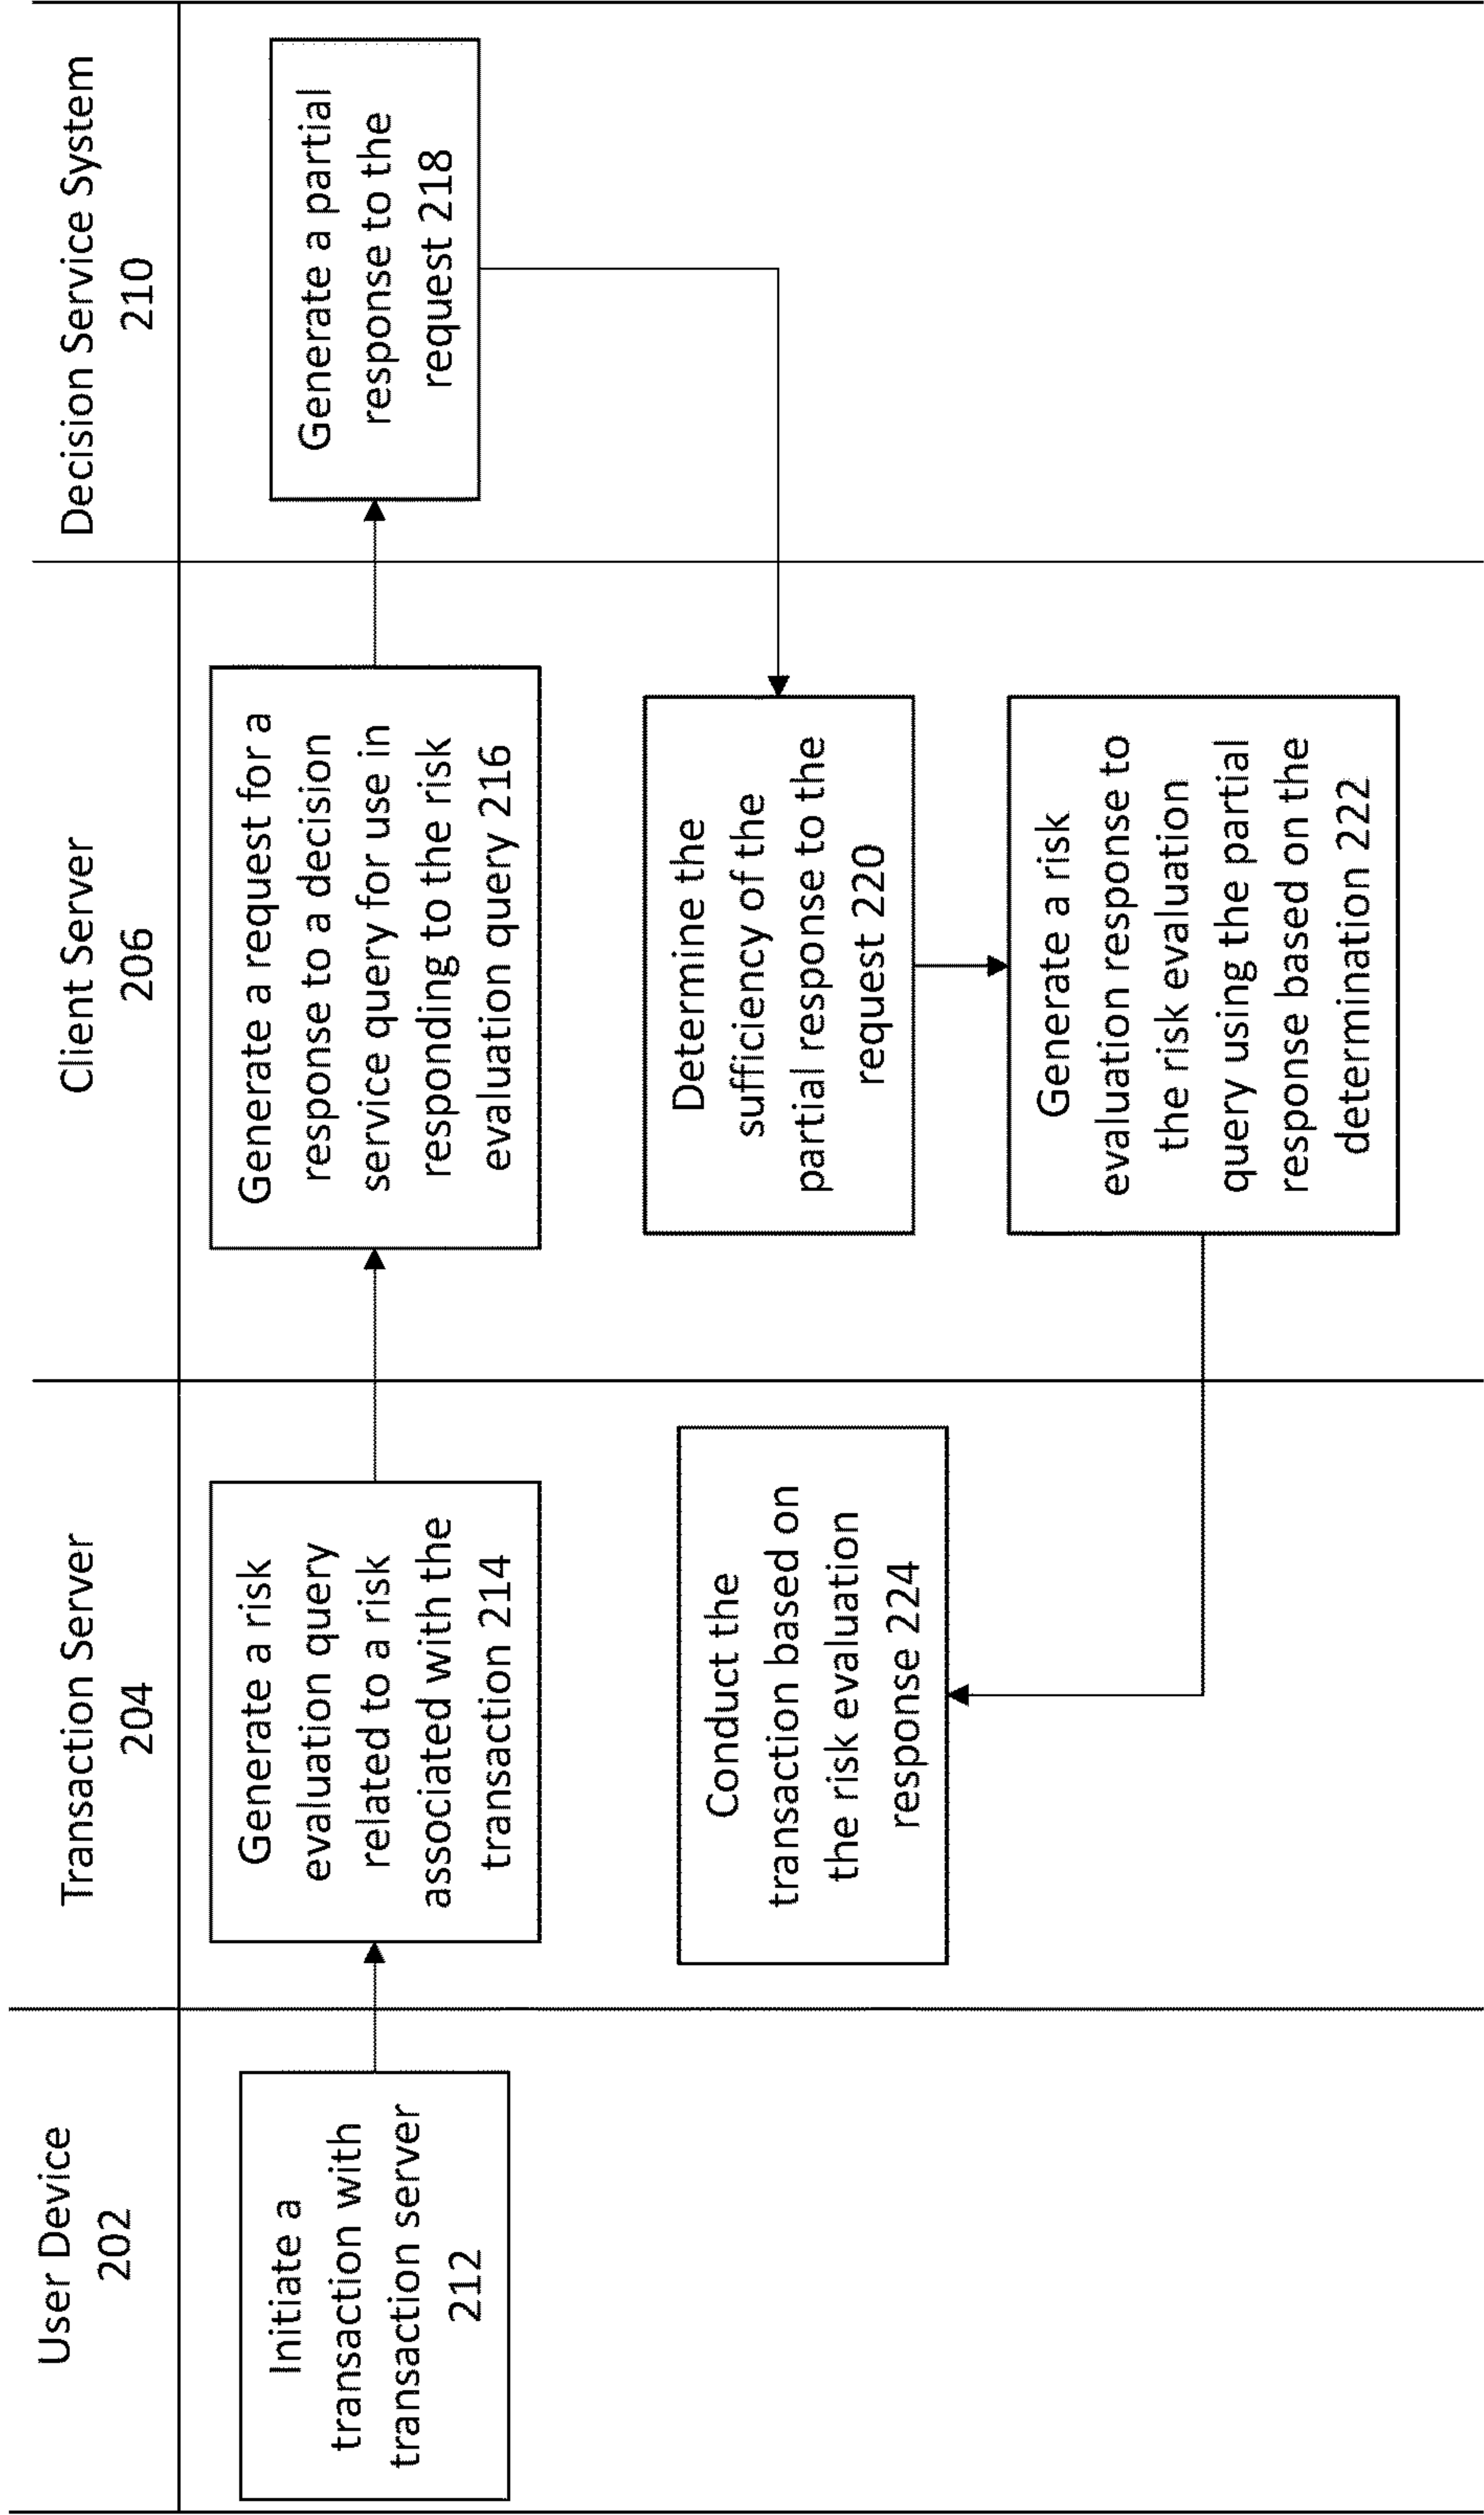 User Device
202
Transaction Server
204
Client Server
206
Decision Service System
210
Initiate a
transaction with
transaction server
212
Generate a risk
evaluation query
related to a risk
associated with the
transaction 214
Generate a request for a
response to a decision
service query for use in
responding to the risk
evaluation query 216
Generate a partial
response to the
request 218
Determine the
sufficiency of the
partial response to the
request 220
Generate a risk
evaluation response to
the risk evaluation
query using the partial
response based on the
determination 222
Conduct the
transaction based on
the risk evaluation
response 224